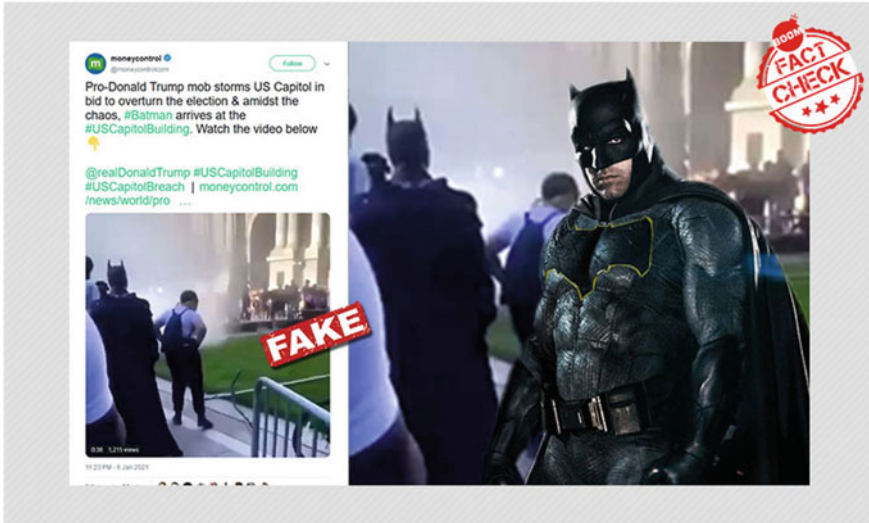 moneycontrol
@moneycontrolcom
Follow
Pro-Donald Trump mob storms US Capitol in
bid to overturn the election & amidst the
chaos, #Batman arrives at the
#USCapitolBuilding. Watch the video below
@realDonaldTrump #USCapitolBuilding
#USCapitolBreach | moneycontrol.com
/news/world/pro ...
FAKE
0:38 1,215 views
11:23 PM - 6 Jan 2021
BOOM
FACT
CHECK